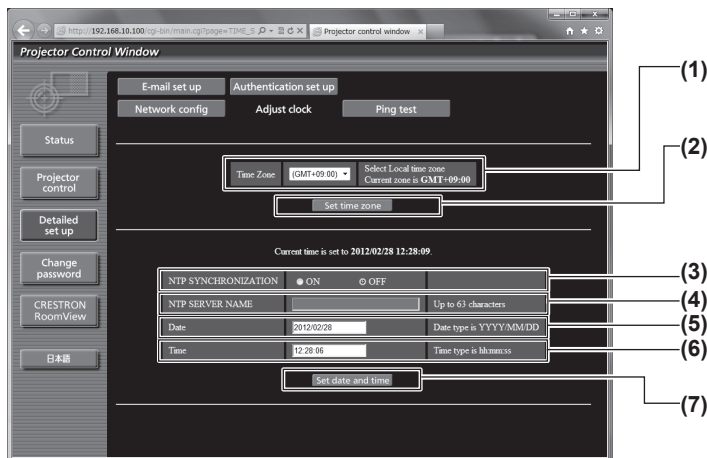 http://192.168.10.100/cgi-bin/main.cgi?page=TIME_S
Projector control window
Projector Control Window
E-mail set up
Authentication set up
Network config
Adjust clock
Ping test
Status
Projector control
Detailed set up
Change password
CRESTRON RoomView
日本語
Time Zone
(GMT+09:00)
Select Local time zone
Current zone is GMT+09:00
Set time zone
Current time is set to 2012/02/28 12:28:09.
NTP SYNCHRONIZATION
ON
OFF
NTP SERVER NAME
Up to 63 characters
Date
2012/02/28
Date type is YYYY/MM/DD
Time
12:28:06
Time type is hh:mm:ss
Set date and time
(1)
(2)
(3)
(4)
(5)
(6)
(7)